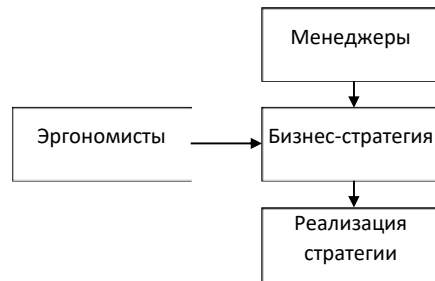 Менеджеры
Эргономисты
Бизнес-стратегия
Реализация
стратегии